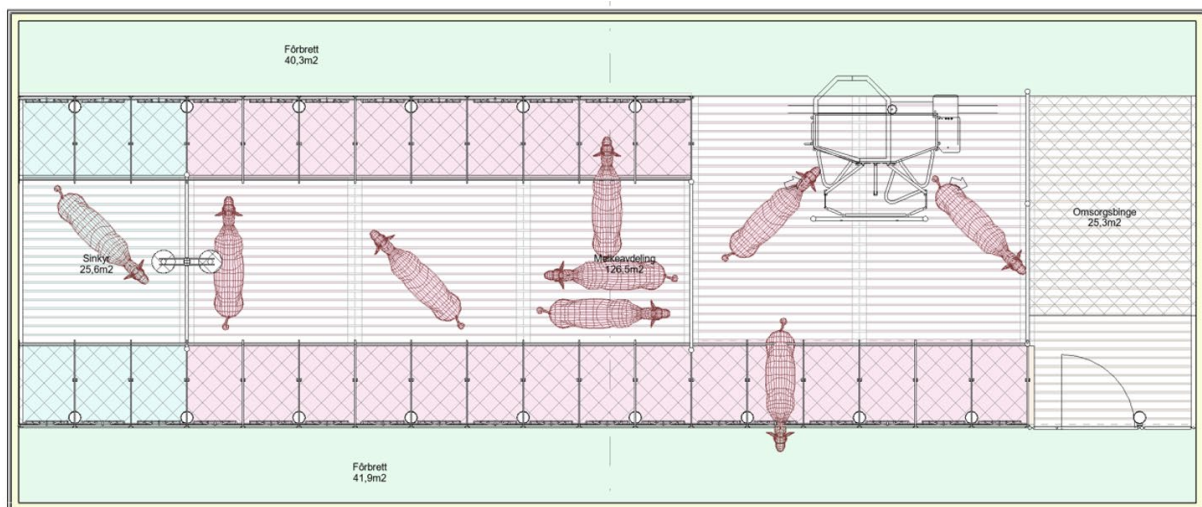 Fôrbrett
40,3m2
Omsorgsbinge
25,3m2
Sinkyr
25,6m2
Melkeavdeling
126,5m2
Fôrbrett
41,9m2